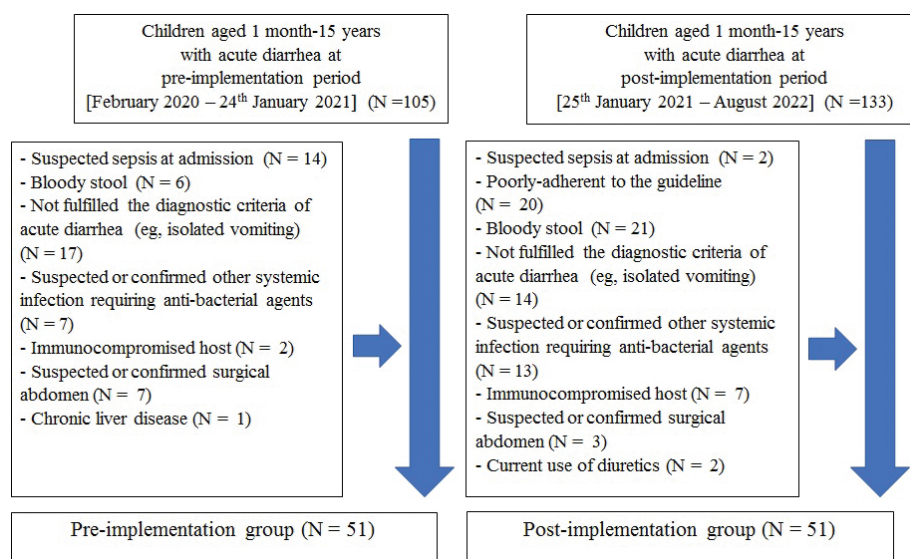 Children aged 1 month-15 years
with acute diarrhea at
pre-implementation period
[February 2020 – 24th January 2021] (N =105)
Children aged 1 month-15 years
with acute diarrhea at
post-implementation period
[25th January 2021 – August 2022] (N =133)
- Suspected sepsis at admission (N = 14)
- Bloody stool (N = 6)
- Not fulfilled the diagnostic criteria of
acute diarrhea (eg, isolated vomiting)
(N = 17)
- Suspected or confirmed other systemic
infection requiring anti-bacterial agents
(N = 7)
- Immunocompromised host (N = 2)
- Suspected or confirmed surgical
abdomen (N = 7)
- Chronic liver disease (N = 1)
- Suspected sepsis at admission (N = 2)
- Poorly-adherent to the guideline
(N = 20)
- Bloody stool (N = 21)
- Not fulfilled the diagnostic criteria of
acute diarrhea (eg, isolated vomiting)
(N = 14)
- Suspected or confirmed other systemic
infection requiring anti-bacterial agents
(N = 13)
- Immunocompromised host (N = 7)
- Suspected or confirmed surgical
abdomen (N = 3)
- Current use of diuretics (N = 2)
Pre-implementation group (N = 51)
Post-implementation group (N = 51)